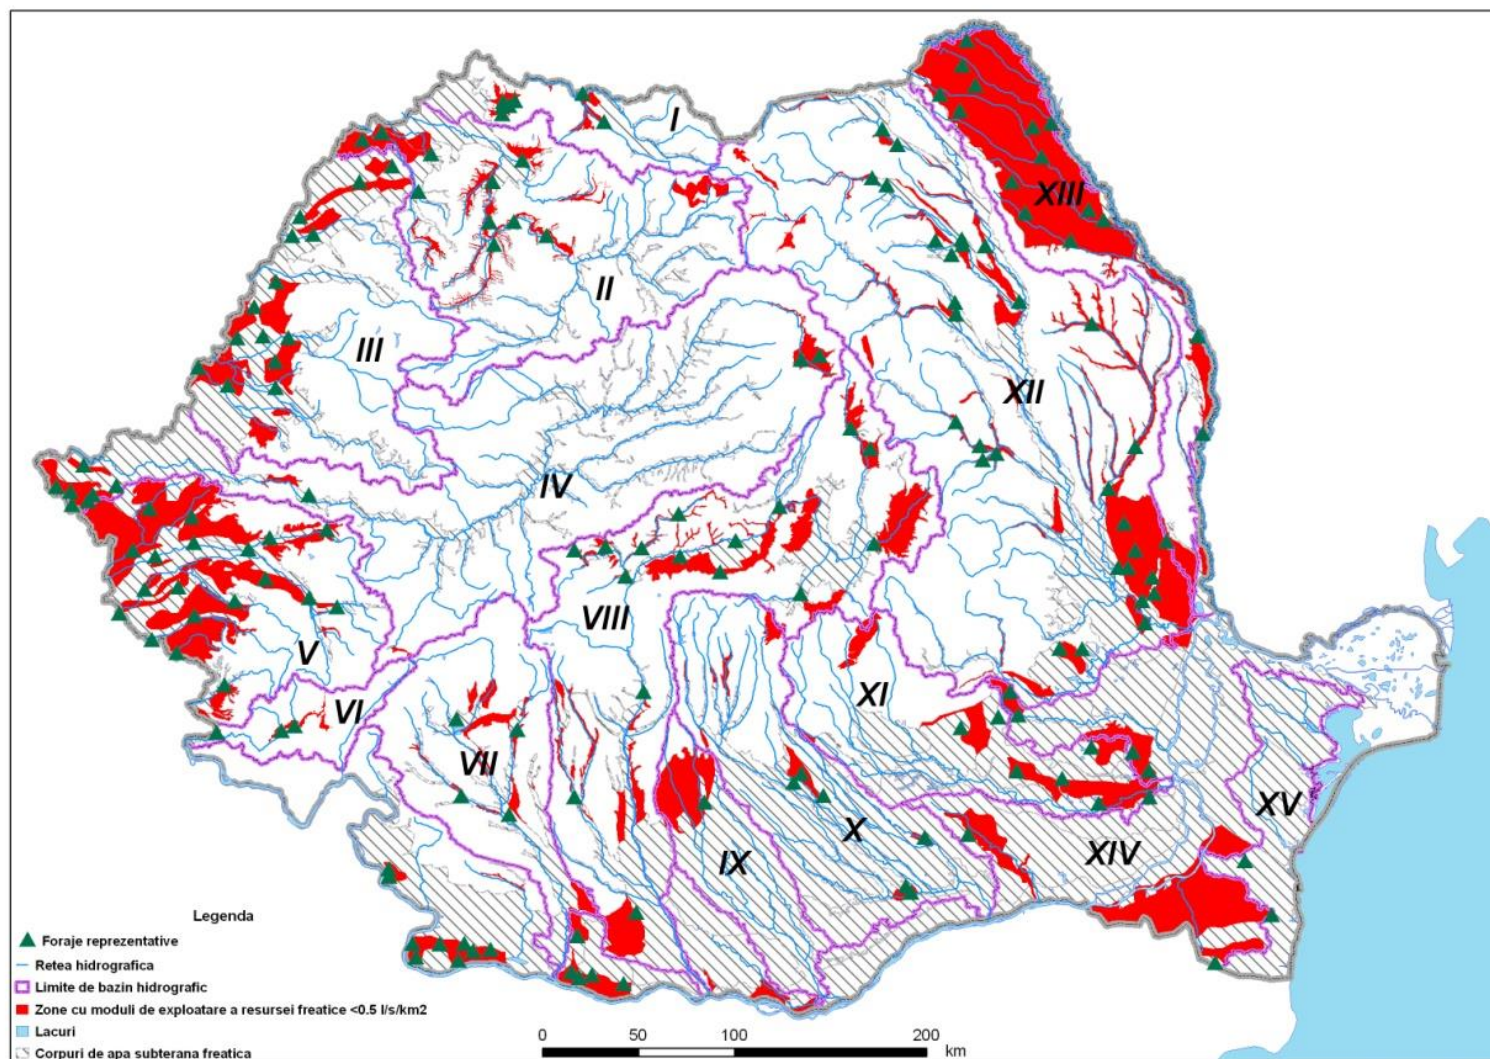 I
XIII
II
III
XII
IV
VIII
V
XI
VI
VII
XV
X
XIV
IX
Legenda
Foraje reprezentative
Retea hidrografica
Limite de bazin hidrografic
Zone cu moduli de exploatare a resursei freatice <0.5 l/s/km2
Lacuri
Corpuri de apa subterana freatica
0 50 100 200
km